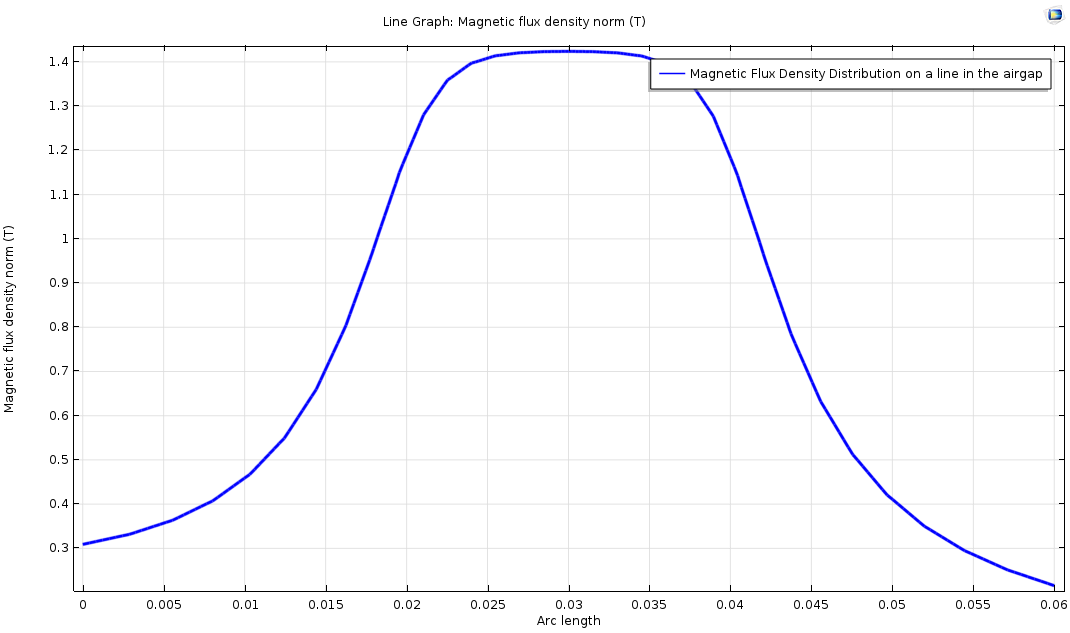 Line Graph: Magnetic flux density norm (T)
Magnetic Flux Density Distribution on a line in the airgap
Magnetic flux density norm (T)
1.4
1.3
1.2
1.1
1
0.9
0.8
0.7
0.6
0.5
0.4
0.3
0 0.005 0.01 0.015 0.02 0.025 0.03 0.035 0.04 0.045 0.05 0.055 0.06
Arc length